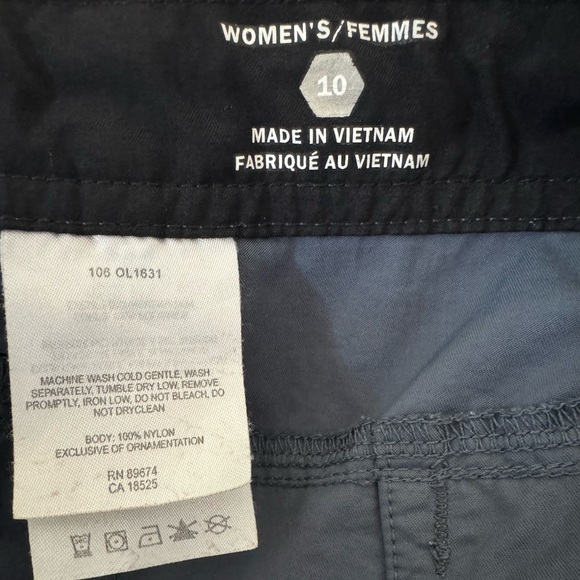 WOMEN'S/FEMMES
10
MADE IN VIETNAM
FABRIQUÉ AU VIETNAM
106 OL1631
MACHINE WASH COLD GENTLE, WASH
SEPARATELY, TUMBLE DRY LOW, REMOVE
PROMPTLY, IRON LOW, DO NOT BLEACH, DO
NOT DRYCLEAN
BODY: 100% NYLON
EXCLUSIVE OF ORNAMENTATION
RN 89674
CA 18525